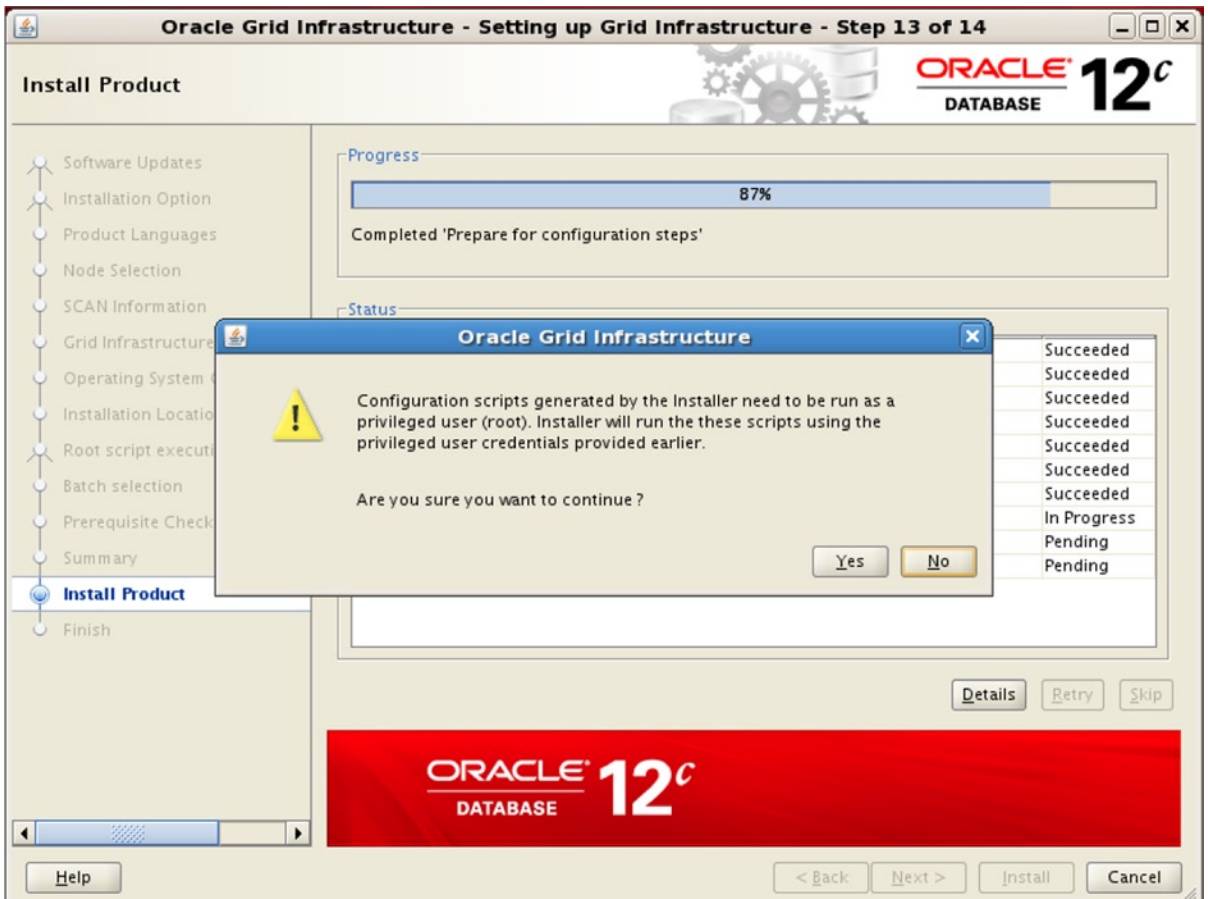 Oracle Grid Infrastructure - Setting up Grid Infrastructure - Step 13 of 14
Install Product
ORACLE
DATABASE
12c
Software Updates
Installation Option
Product Languages
Node Selection
SCAN Information
Grid Infrastructure
Operating System
Installation Locatio
Root script executi
Batch selection
Prerequisite Check
Summary
Install Product
Finish
Progress
87%
Completed 'Prepare for configuration steps'
Status
Succeeded
Succeeded
Succeeded
Succeeded
Succeeded
Succeeded
Succeeded
In Progress
Pending
Pending
Oracle Grid Infrastructure
Configuration scripts generated by the Installer need to be run as a
privileged user (root). Installer will run the these scripts using the
privileged user credentials provided earlier.
Are you sure you want to continue ?
Yes
No
Details
Retry
Skip
ORACLE
DATABASE
12c
Help
< Back
Next >
Install
Cancel